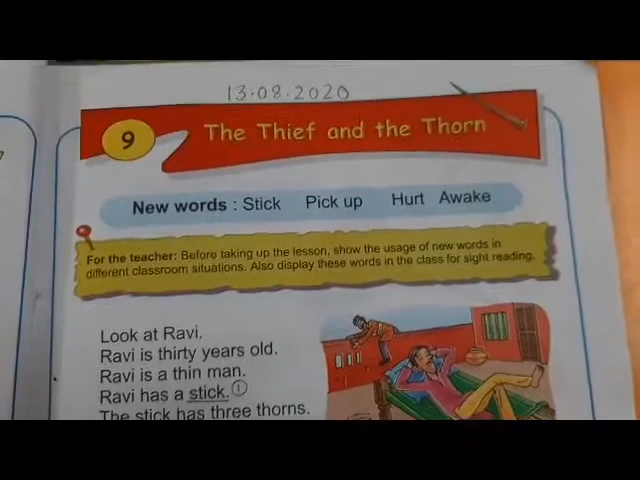 13.08.2020
9
The Thief and the Thorn
New words : Stick Pick up Hurt Awake
For the teacher: Before taking up the lesson, show the usage of new words in
different classroom situations. Also display these words in the class for sight reading.
Look at Ravi.
Ravi is thirty years old.
Ravi is a thin man.
Ravi has a stick. ①
The stick has three thorns.